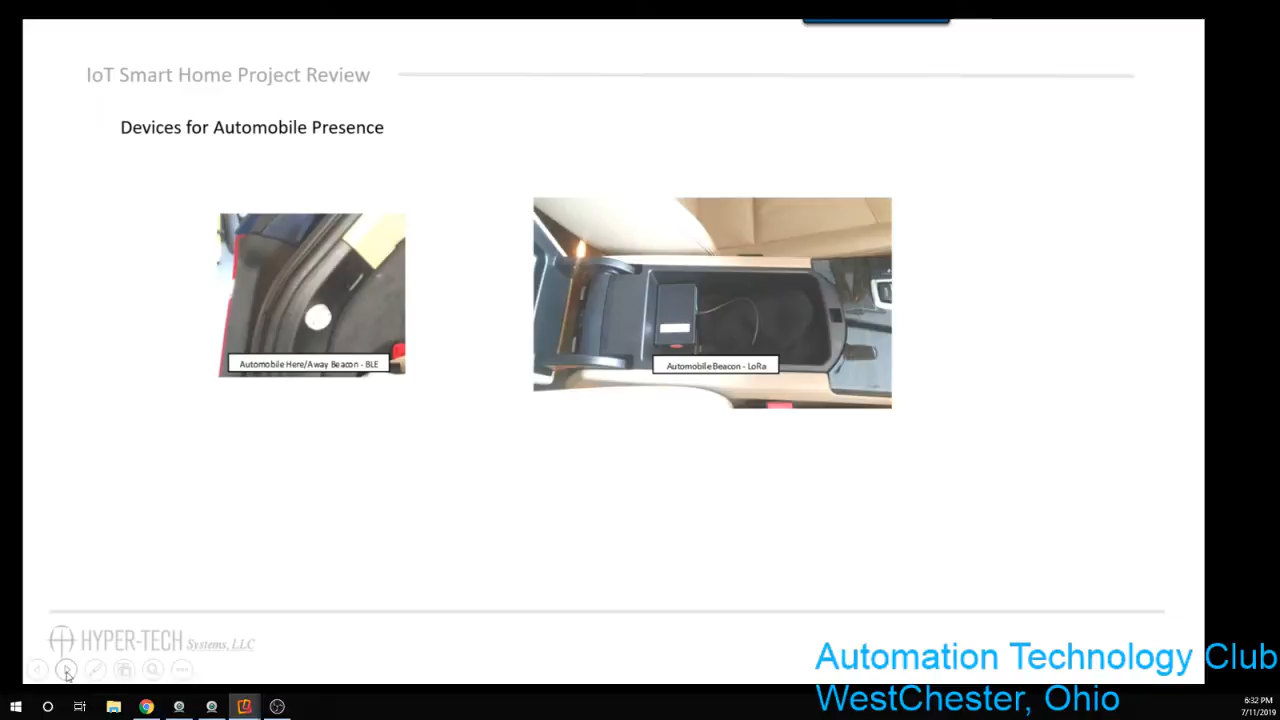 IoT Smart Home Project Review
Devices for Automobile Presence
Automobile Here/Away Beacon - BLE
Automobile Beacon - LoRa
HYPER-TECH Systems, LLC
Automation Technology Club
WestChester, Ohio
6:32 PM
7/11/2019